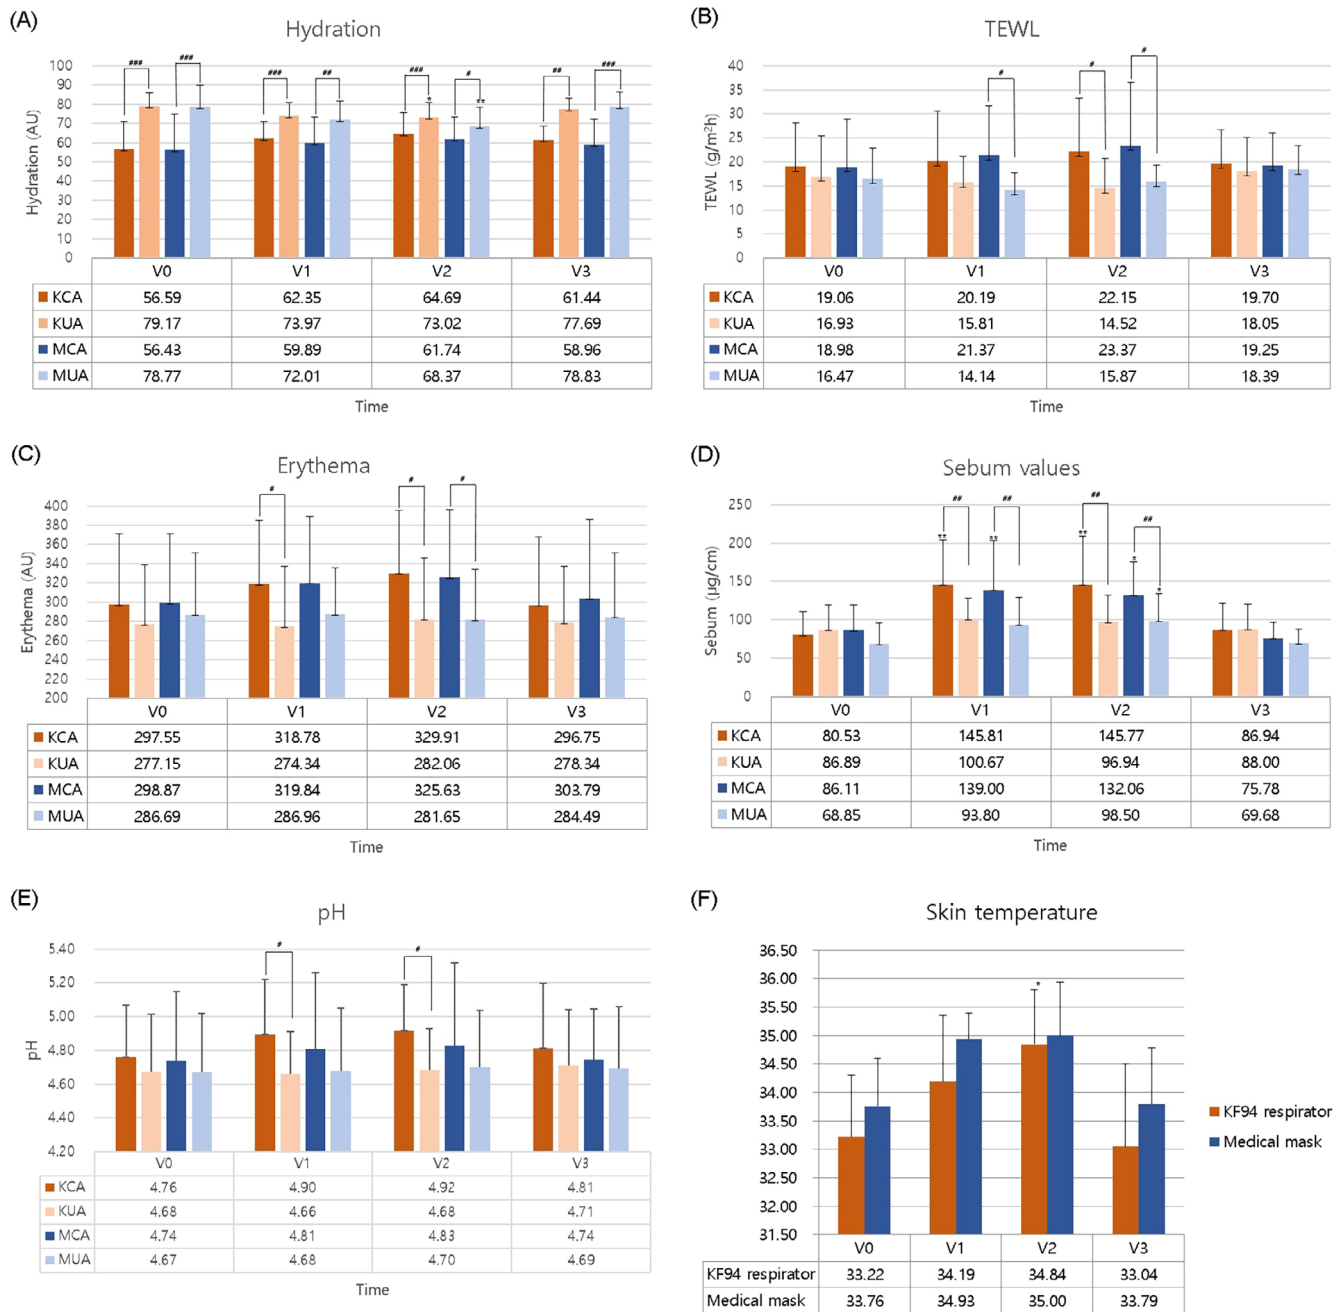 (A)
Hydration
### ### ### ## ### # ## ###
* **
100
90
80
70
60
50
40
30
20
10
0
Hydration (AU)
V0 V1 V2 V3
KCA 56.59 62.35 64.69 61.44
KUA 79.17 73.97 73.02 77.69
MCA 56.43 59.89 61.74 58.96
MUA 78.77 72.01 68.37 78.83
Time
(B)
TEWL
# # #
40
35
30
25
20
15
10
5
0
TEWL (g/m²h)
V0 V1 V2 V3
KCA 19.06 20.19 22.15 19.70
KUA 16.93 15.81 14.52 18.05
MCA 18.98 21.37 23.37 19.25
MUA 16.47 14.14 15.87 18.39
Time
(C)
Erythema
# # #
400
380
360
340
320
300
280
260
240
220
200
Erythema (AU)
V0 V1 V2 V3
KCA 297.55 318.78 329.91 296.75
KUA 277.15 274.34 282.06 278.34
MCA 298.87 319.84 325.63 303.79
MUA 286.69 286.96 281.65 284.49
Time
(D)
Sebum values
## ## ## ##
** ** ** * *
250
200
150
100
50
0
Sebum (µg/cm)
V0 V1 V2 V3
KCA 80.53 145.81 145.77 86.94
KUA 86.89 100.67 96.94 88.00
MCA 86.11 139.00 132.06 75.78
MUA 68.85 93.80 98.50 69.68
Time
(E)
pH
# #
5.40
5.20
5.00
4.80
4.60
4.40
4.20
pH
V0 V1 V2 V3
KCA 4.76 4.90 4.92 4.81
KUA 4.68 4.66 4.68 4.71
MCA 4.74 4.81 4.83 4.74
MUA 4.67 4.68 4.70 4.69
Time
(F)
Skin temperature
*
36.50
36.00
35.50
35.00
34.50
34.00
33.50
33.00
32.50
32.00
31.50
KF94 respirator
Medical mask
V0 V1 V2 V3
KF94 respirator 33.22 34.19 34.84 33.04
Medical mask 33.76 34.93 35.00 33.79